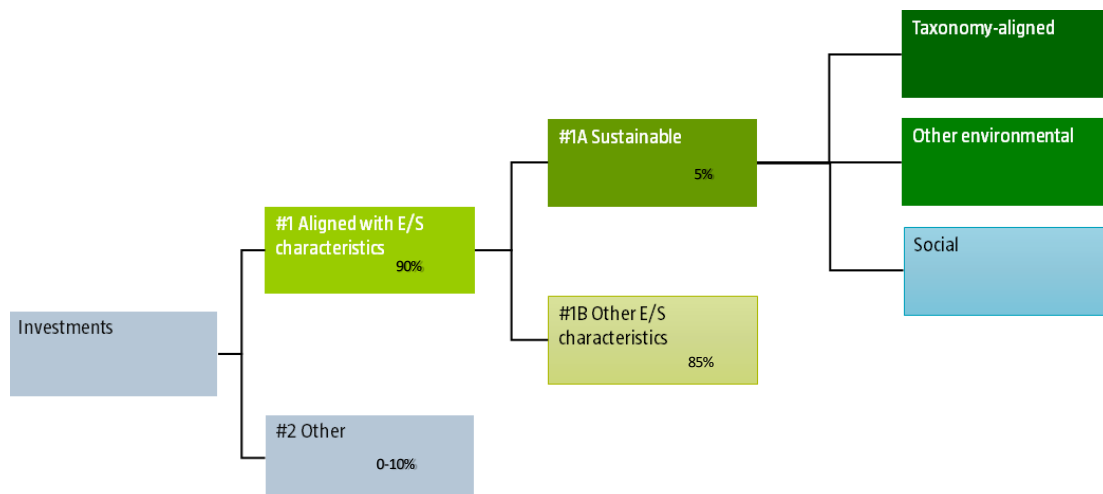 Taxonomy-aligned
#1A Sustainable
5%
Other environmental
#1 Aligned with E/S
characteristics
90%
Social
Investments
#1B Other E/S
characteristics
85%
#2 Other
0-10%